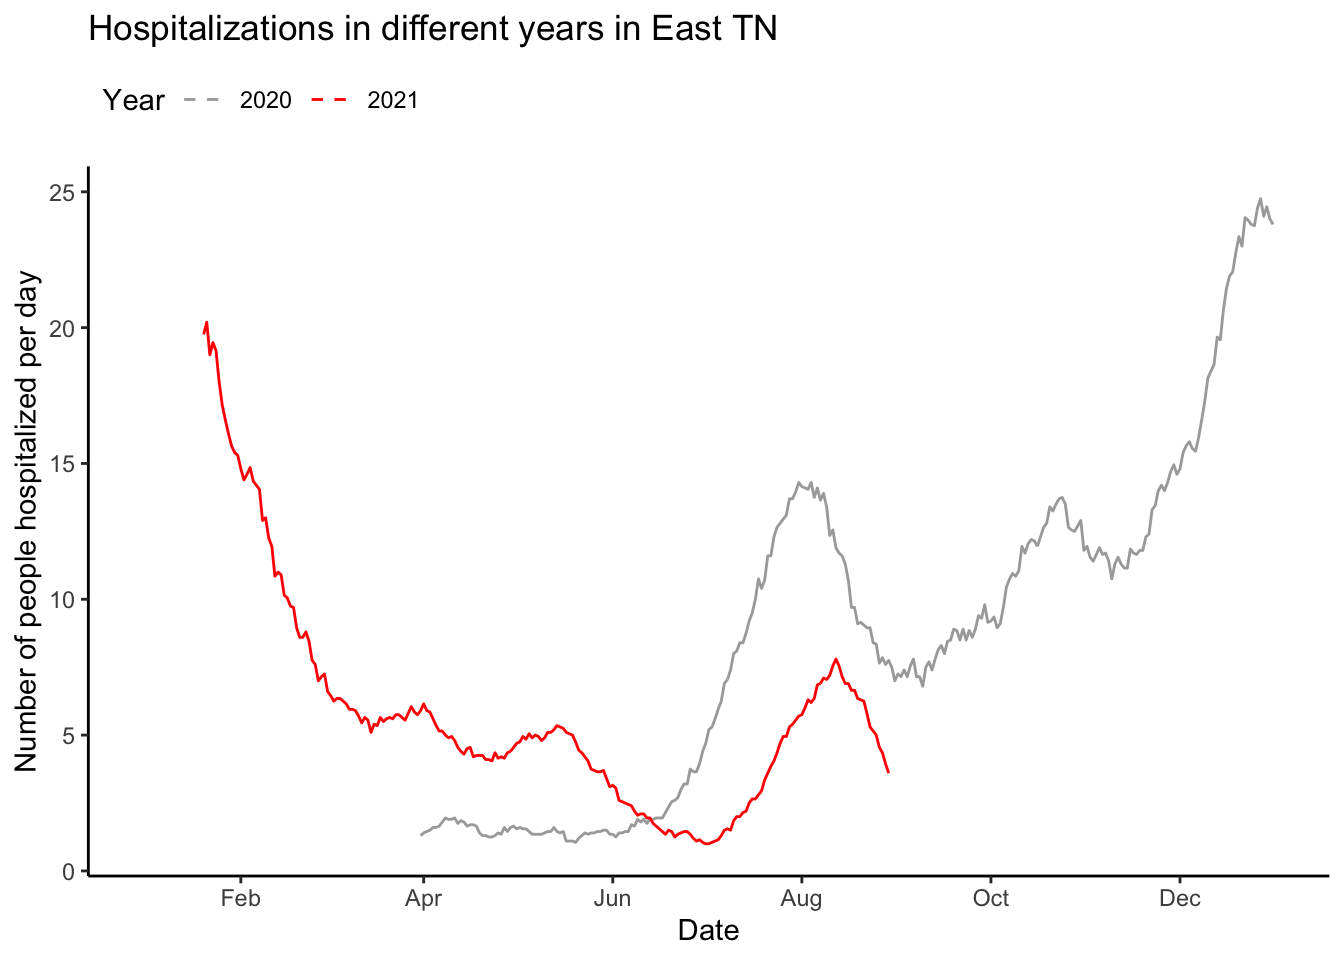 Hospitalizations in different years in East TN
Year 2020 2021
Number of people hospitalized per day
25
20
15
10
5
0
Feb Apr Jun Aug Oct Dec
Date